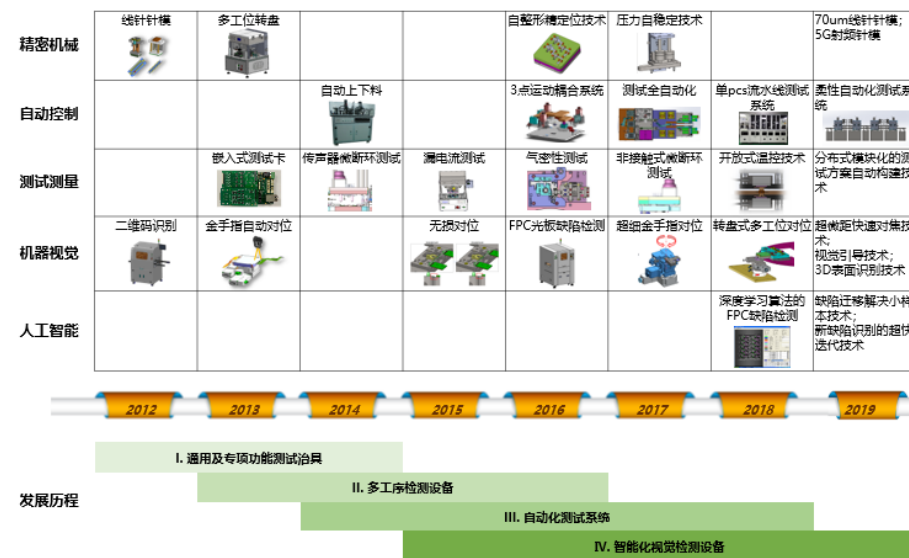 线针针模
多工位转盘
自整形精定位技术
压力自稳定技术
70um线针针模;
5G射频针模
精密机械
自动上下料
3点运动耦合系统
测试全自动化
单pcs流水线测试
系统
柔性自动化测试系
统
自动控制
嵌入式测试卡
传声器微断环测试
漏电流测试
气密性测试
非接触式微断环
测试
开放式温控技术
分布式模块化的测
试方案自动构建技
术
测试测量
二维码识别
金手指自动对位
无损对位
FPC光板缺陷检测
超细金手指对位
转盘式多工位对位
超微距快速对焦技
术;
视觉引导技术;
3D表面识别技术
机器视觉
深度学习算法的
FPC缺陷检测
缺陷迁移解决小样
本技术;
新缺陷识别的超快
迭代技术
人工智能
2012
2013
2014
2015
2016
2017
2018
2019
发展历程
I. 通用及专项功能测试治具
II. 多工序检测设备
III. 自动化测试系统
IV. 智能化视觉检测设备